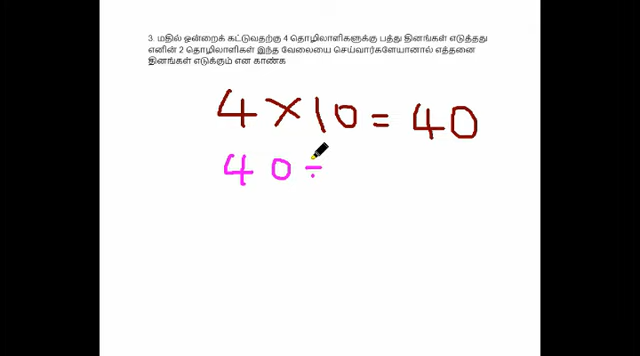 3. மதில் ஒன்றைக் கட்டுவதற்கு 4 தொழிலாளிகளுக்கு பத்து தினங்கள் எடுத்தது
எனின் 2 தொழிலாளிகள் இந்த வேலையை செய்வார்களேயானால் எத்தனை
தினங்கள் எடுக்கும் என காண்க
4 × 10 = 40
40 ÷